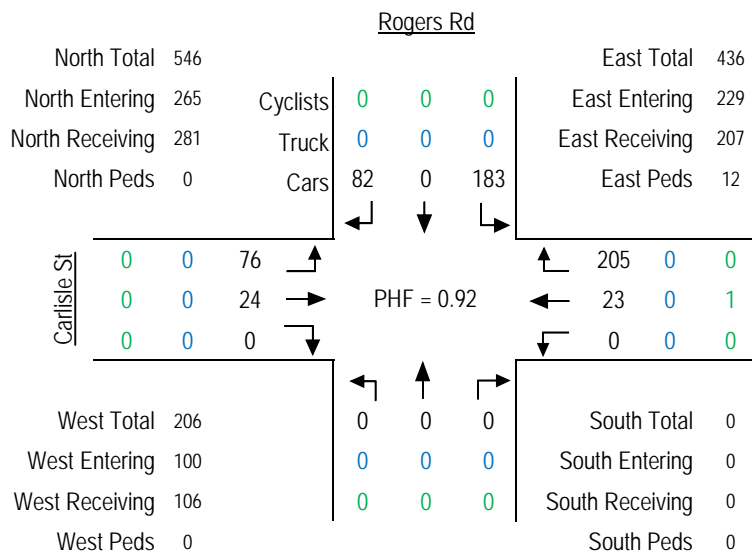 Rogers Rd
North Total 546
East Total 436
North Entering 265
Cyclists 0 0 0
East Entering 229
North Receiving 281
Truck 0 0 0
East Receiving 207
North Peds 0
Cars 82 0 183
East Peds 12
Carlisle St
0 0 76
205 0 0
0 0 24
PHF = 0.92
23 0 1
0 0 0
0 0 0
West Total 206
0 0 0
South Total 0
West Entering 100
0 0 0
South Entering 0
West Receiving 106
0 0 0
South Receiving 0
West Peds 0
South Peds 0